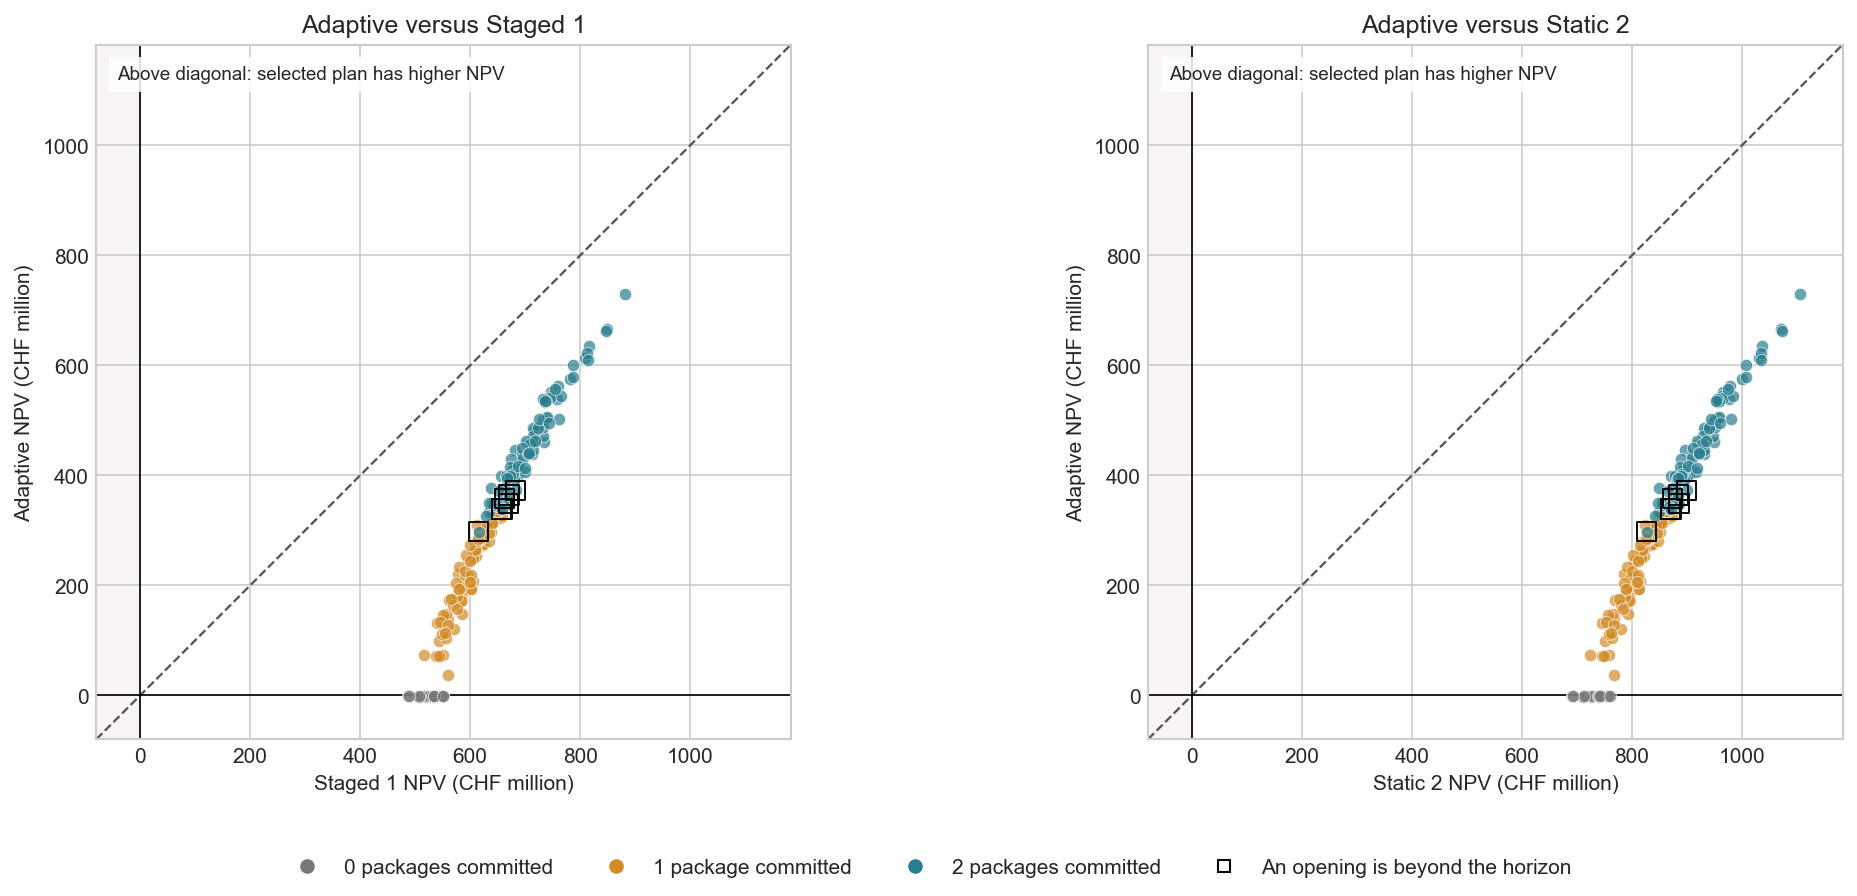 Adaptive versus Staged 1
Above diagonal: selected plan has higher NPV
Adaptive NPV (CHF million)
1000
800
600
400
200
0
0 200 400 600 800 1000
Staged 1 NPV (CHF million)
Adaptive versus Static 2
Above diagonal: selected plan has higher NPV
Adaptive NPV (CHF million)
1000
800
600
400
200
0
0 200 400 600 800 1000
Static 2 NPV (CHF million)
0 packages committed 1 package committed 2 packages committed An opening is beyond the horizon